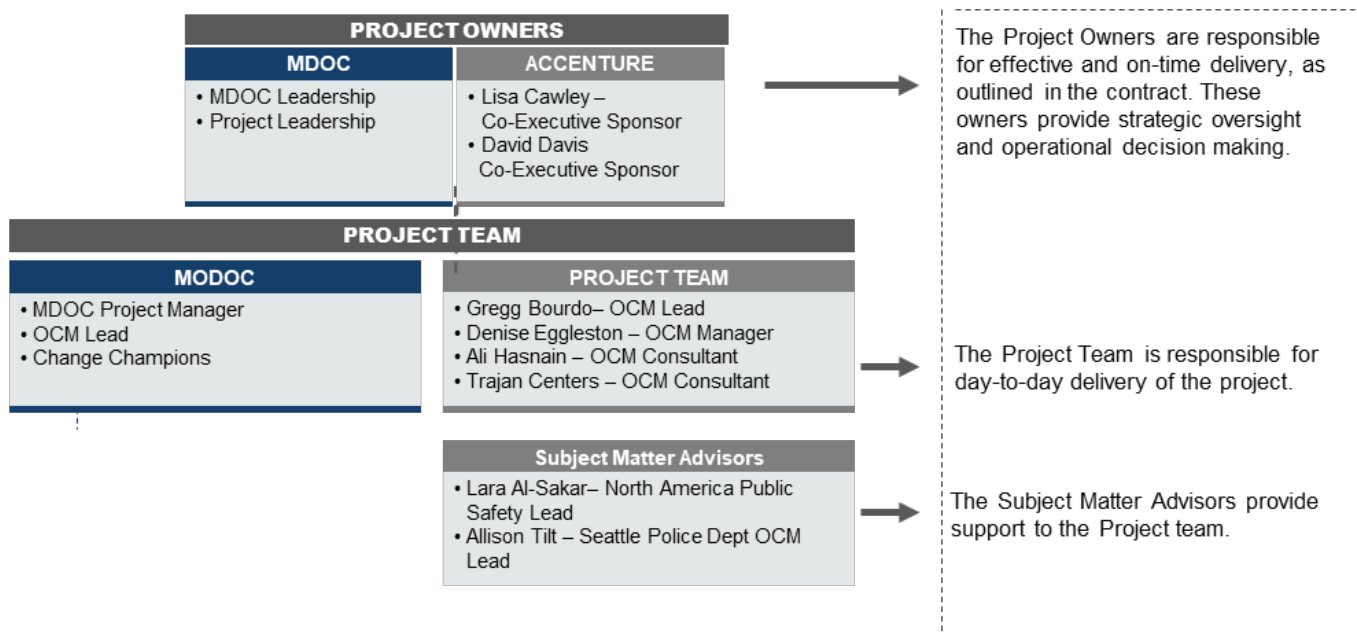 PROJECT OWNERS
MDOC
• MDOC Leadership
• Project Leadership
ACCENTURE
• Lisa Cawley –
Co-Executive Sponsor
• David Davis
Co-Executive Sponsor
The Project Owners are responsible
for effective and on-time delivery, as
outlined in the contract. These
owners provide strategic oversight
and operational decision making.
PROJECT TEAM
MODOC
• MDOC Project Manager
• OCM Lead
• Change Champions
PROJECT TEAM
• Gregg Bourdo– OCM Lead
• Denise Eggleston – OCM Manager
• Ali Hasnain – OCM Consultant
• Trajan Centers – OCM Consultant
The Project Team is responsible for
day-to-day delivery of the project.
Subject Matter Advisors
• Lara Al-Sakar– North America Public
Safety Lead
• Allison Tilt – Seattle Police Dept OCM
Lead
The Subject Matter Advisors provide
support to the Project team.